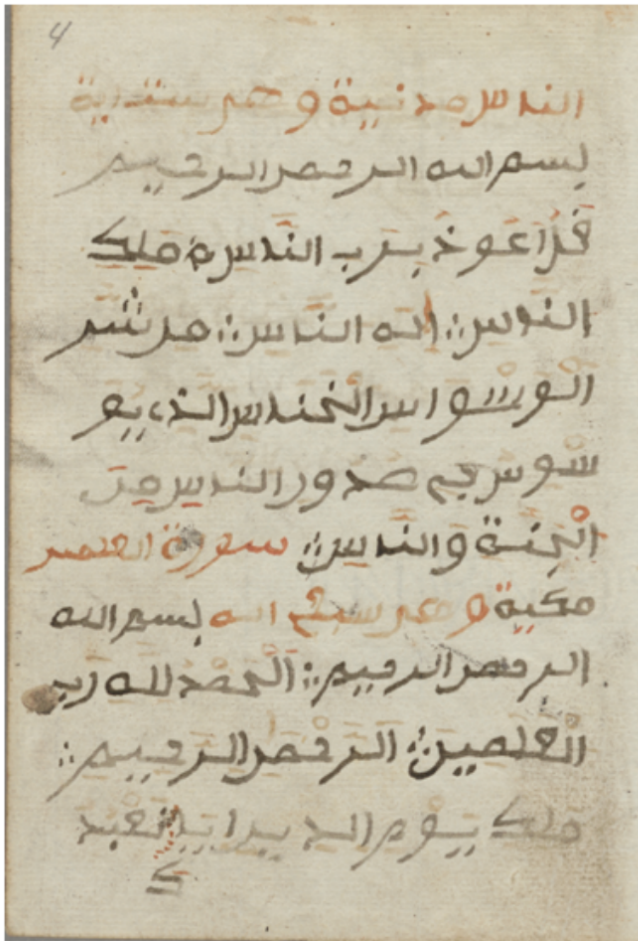 4
الناس مدنية وهي ست اية
بسم الله الرحمن الرحيم
قل اعوذ برب الناس ملك
الناس اله الناس من شر
الوسواس الخناس الذي يو
سوس في صدور الناس من
الجنة والناس سورة
مكية وهي سبع اية بسم الله
الرحمن الرحيم الحمد لله رب
العلمين الرحمن الرحيم
ملك يوم الدين اياك نعبد